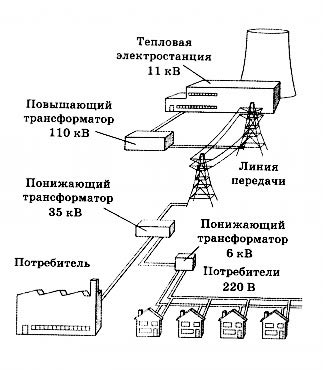 Тепловая
электростанция
11 кВ
Повышающий
трансформатор
110 кВ
Линия
передачи
Понижающий
трансформатор
35 кВ
Понижающий
трансформатор
6 кВ
Потребитель
Потребители
220 В